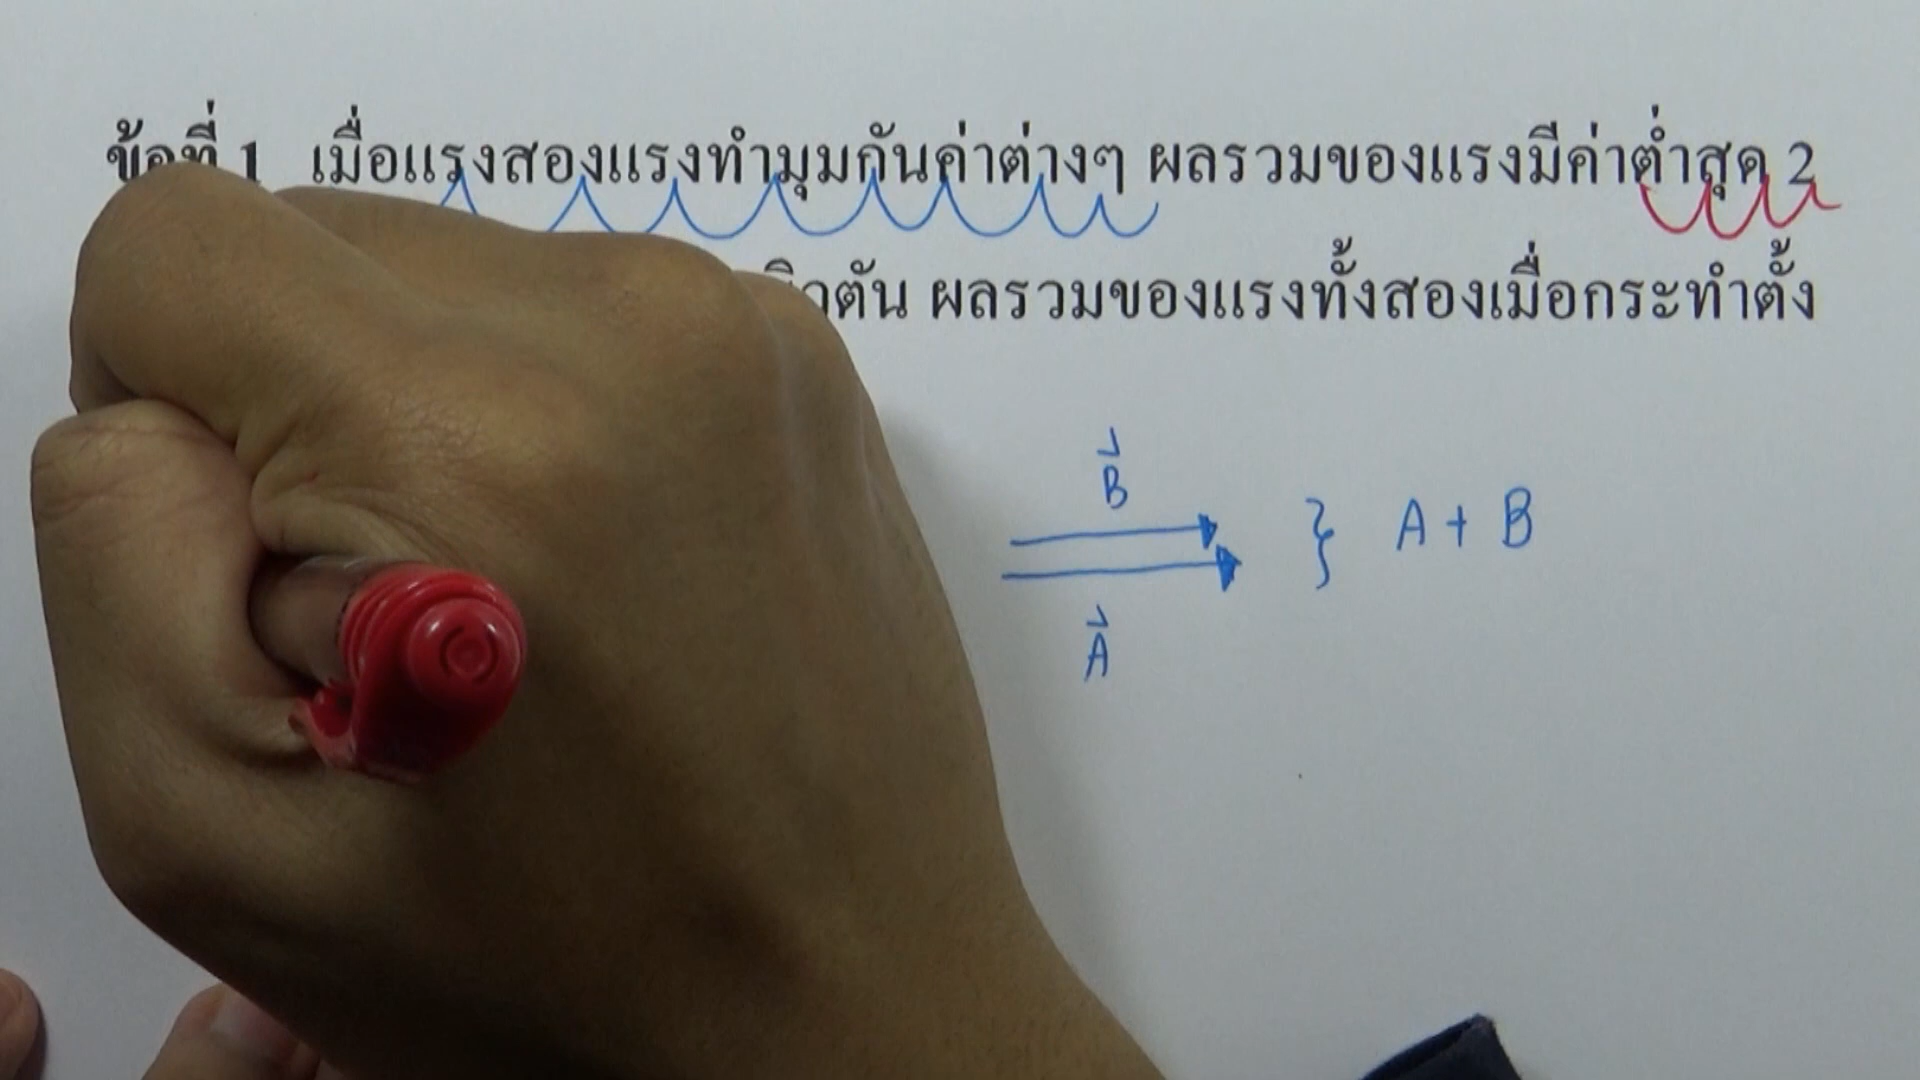 ข้อที่ 1 เมื่อแรงสองแรงทำมุมกันค่าต่างๆ ผลรวมของแรงมีค่าต่ำสุด 2
ผลรวมของแรงทั้งสองเมื่อกระทำตั้ง
B
A + B
A